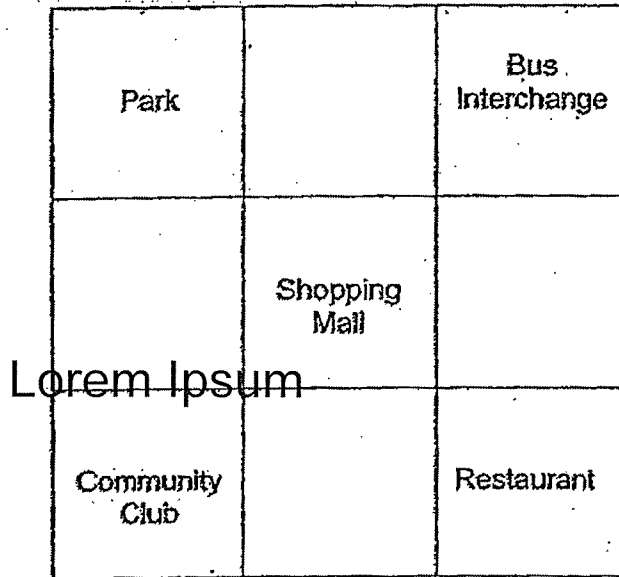 Park
Bus
Interchange
Shopping
Mall
Lorem Ipsum
Community
Club
Restaurant